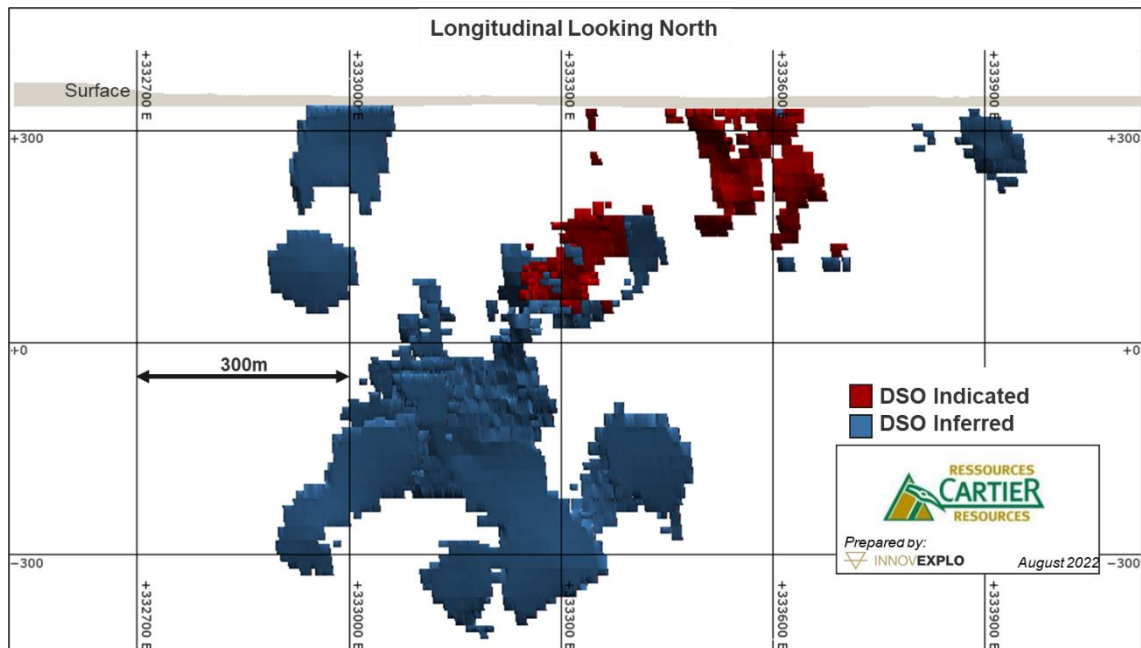 Longitudinal Looking North
+332700 E
+333000 E
+333300 E
+333600 E
+333900 E
Surface
+300
+300
+0
+0
300m
DSO Indicated
DSO Inferred
RESSOURCES
CARTIER
RESOURCES
Prepared by:
INNOVEXPLO
August 2022
-300
-300
+332700 E
+333000 E
+333300 E
+333600 E
+333900 E